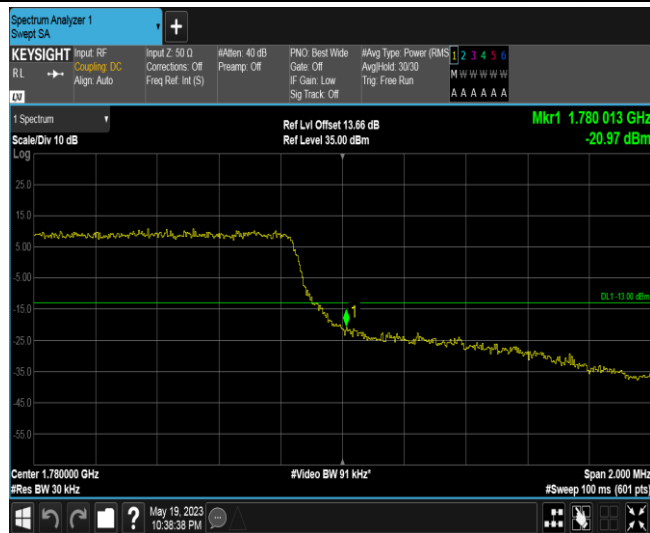 Spectrum Analyzer 1
Swept SA
+
KEYSIGHT
RL
Input: RF
Coupling: DC
Align: Auto
Input Z: 50 Ω
Corrections: Off
Freq Ref: Int (S)
#Atten: 40 dB
Preamp: Off
PNO: Best Wide
Gate: Off
IF Gain: Low
Sig Track: Off
#Avg Type: Power (RMS
Avg|Hold: 30/30
Trig: Free Run
1 2 3 4 5 6
M W W W W W
A A A A A A
1 Spectrum
Scale/Div 10 dB
Log
Ref Lvl Offset 13.66 dB
Ref Level 35.00 dBm
Mkr1 1.780 013 GHz
-20.97 dBm
25.0
15.0
5.00
-5.00
DL1 -13.00 dBm
-15.0
1
-25.0
-35.0
-45.0
-55.0
Center 1.780000 GHz
#Res BW 30 kHz
#Video BW 91 kHz*
Span 2.000 MHz
#Sweep 100 ms (601 pts)
?
May 19, 2023
10:38:38 PM